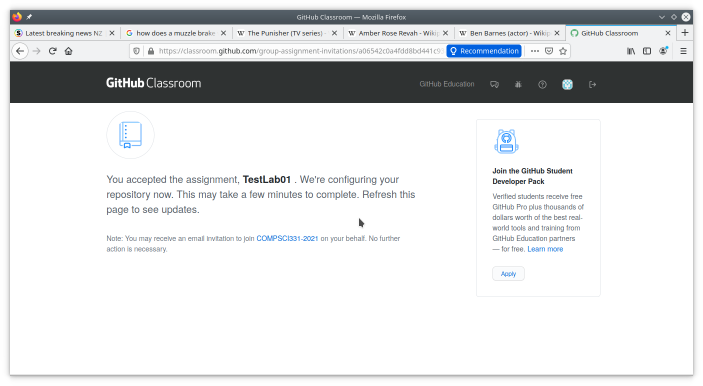 GitHub Classroom — Mozilla Firefox
Latest breaking news NZ
how does a muzzle brake
The Punisher (TV series)
Amber Rose Revah - Wikip
Ben Barnes (actor) - Wikip
GitHub Classroom
https://classroom.github.com/group-assignment-invitations/a06542c0a4fdd8bd441c9
Recommendation
GitHub Classroom
GitHub Education
You accepted the assignment, TestLab01 . We're configuring your
repository now. This may take a few minutes to complete. Refresh this
page to see updates.
Note: You may receive an email invitation to join COMPSCI331-2021 on your behalf. No further
action is necessary.
Join the GitHub Student
Developer Pack
Verified students receive free
GitHub Pro plus thousands of
dollars worth of the best real-
world tools and training from
GitHub Education partners
— for free. Learn more
Apply